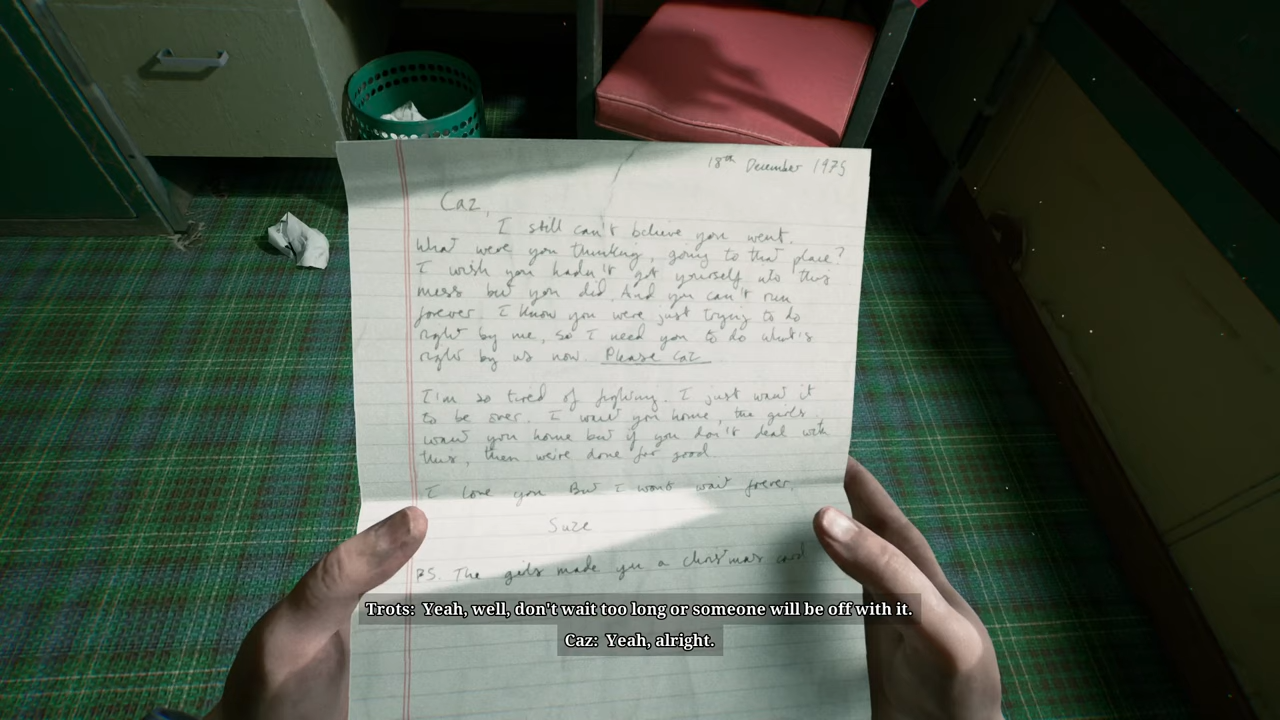 18th December 1975
Caz,
I still can't believe you went.
What were you thinking, going to that place?
I wish you hadn't got yourself into this
mess but you did. And you can't run
forever I know you were just trying to do
right by me, so I need you to do what's
right by us now Please Caz
I'm so tired of fighting. I just want it
to be over. I want you home, the girls
want you home but if you don't deal with
this, then we're done for good.
I love you But I won't wait forever.
Suze
PS. The girls made you a Christmas card
Trots: Yeah, well, don't wait too long or someone will be off with it.
Caz: Yeah, alright.